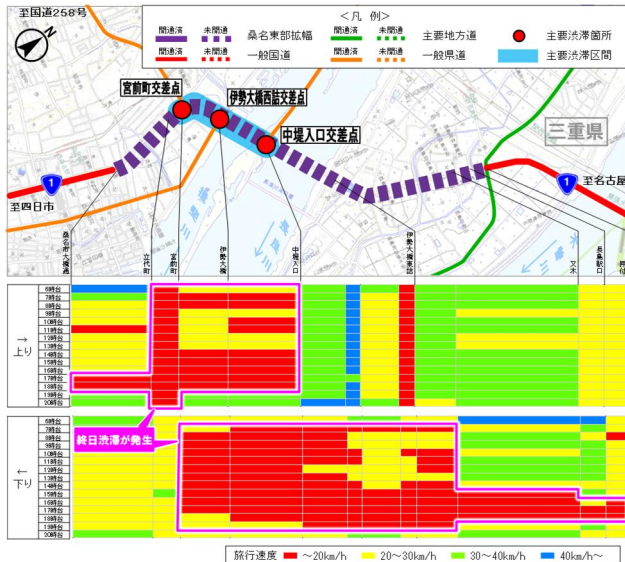 至国道258号
<凡 例>
開通済 未開通 桑名東部拡幅
開通済 未開通 主要地方道
主要渋滞箇所
開通済 未開通 一般国道
開通済 未開通 一般県道
主要渋滞区間
宮前町交差点
伊勢大橋西詰交差点
中堤入口交差点
三重県
1
至四日市
1
至名古屋
揖斐川
長良川
桑名市大橋通
立代町
宮前町
伊勢大橋
中堤入口
伊勢大橋東詰
又木
長島駅口
押付
↑上り
6時台
7時台
8時台
9時台
10時台
11時台
12時台
13時台
14時台
15時台
16時台
17時台
18時台
19時台
20時台
終日渋滞が発生
←下り
6時台
7時台
8時台
9時台
10時台
11時台
12時台
13時台
14時台
15時台
16時台
17時台
18時台
19時台
20時台
旅行速度 ～20km/h 20～30km/h 30～40km/h 40km/h～